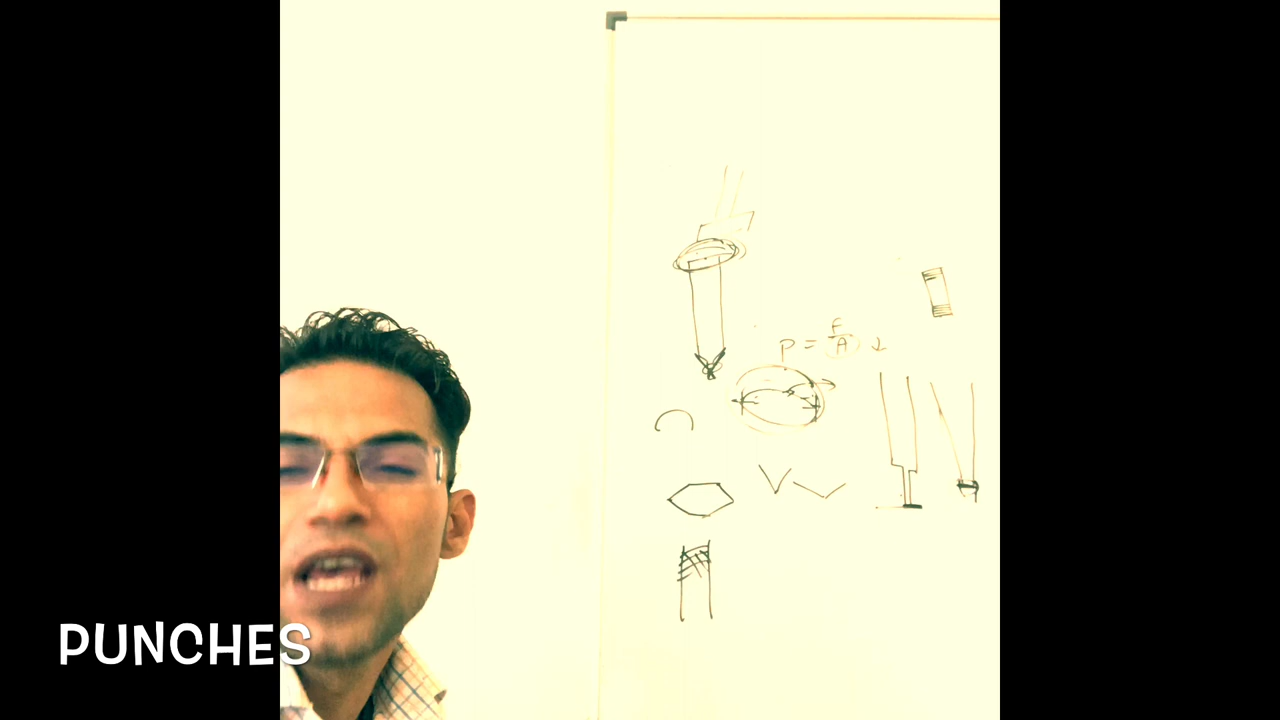 P = F/A ↓
PUNCHES